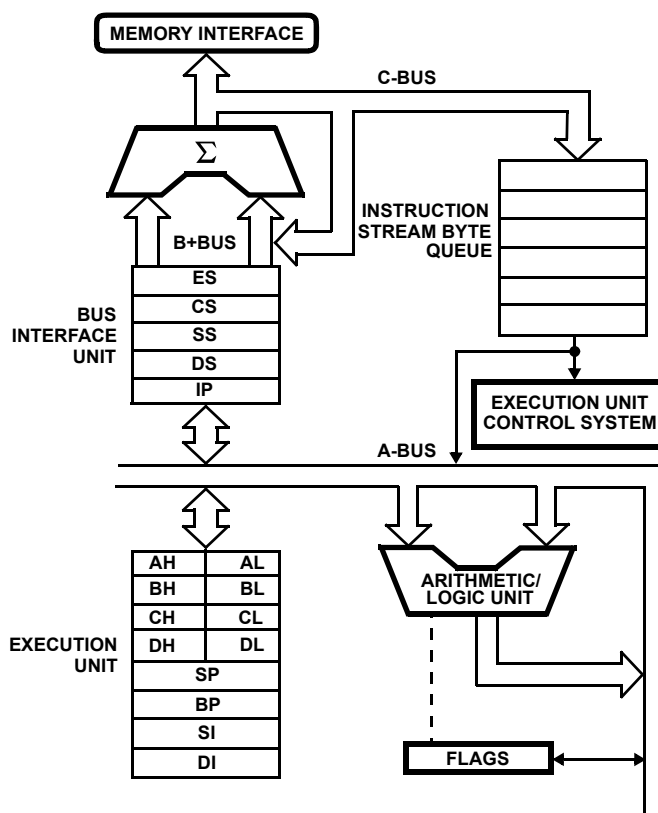 MEMORY INTERFACE
C-BUS
Σ
INSTRUCTION
STREAM BYTE
QUEUE
B+BUS
BUS
INTERFACE
UNIT
ES
CS
SS
DS
IP
EXECUTION UNIT
CONTROL SYSTEM
A-BUS
EXECUTION
UNIT
AH AL
BH BL
CH CL
DH DL
SP
BP
SI
DI
ARITHMETIC/
LOGIC UNIT
FLAGS